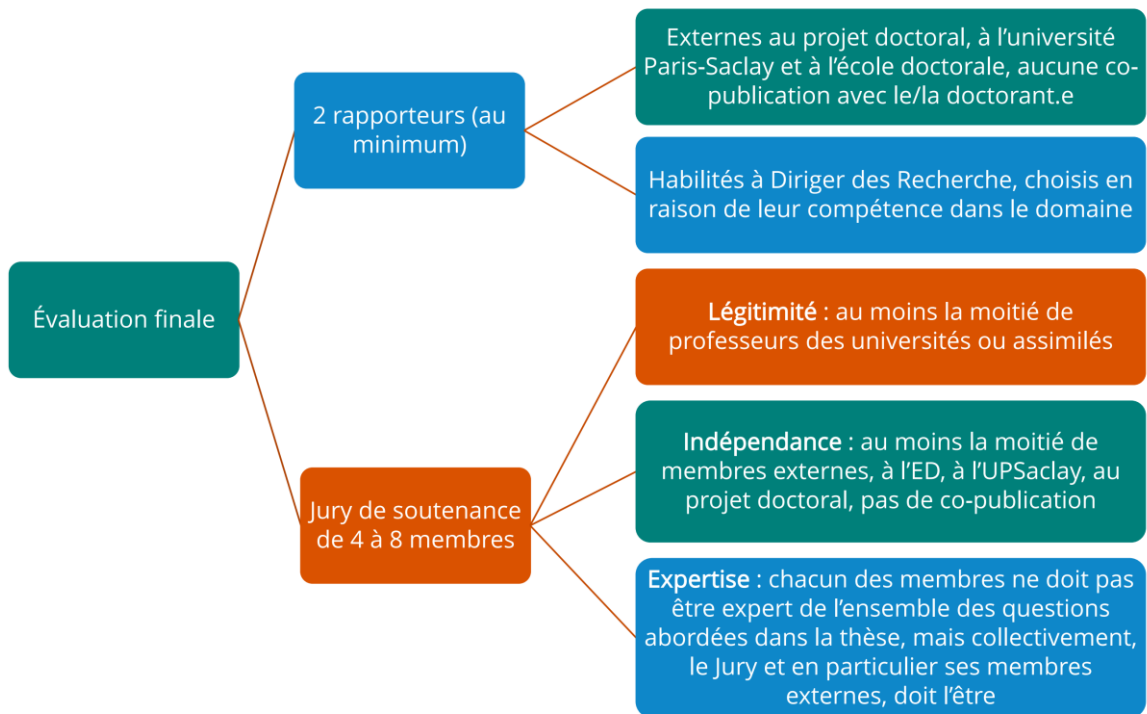 Externes au projet doctoral, à l'université
Paris-Saclay et à l'école doctorale, aucune co-
publication avec le/la doctorant.e
2 rapporteurs (au
minimum)
Habilités à Diriger des Recherche, choisis en
raison de leur compétence dans le domaine
Évaluation finale
Légitimité : au moins la moitié de
professeurs des universités ou assimilés
Indépendance : au moins la moitié de
membres externes, à l'ED, à l'UPSaclay, au
projet doctoral, pas de co-publication
Jury de soutenance
de 4 à 8 membres
Expertise : chacun des membres ne doit pas
être expert de l'ensemble des questions
abordées dans la thèse, mais collectivement,
le Jury et en particulier ses membres
externes, doit l'être